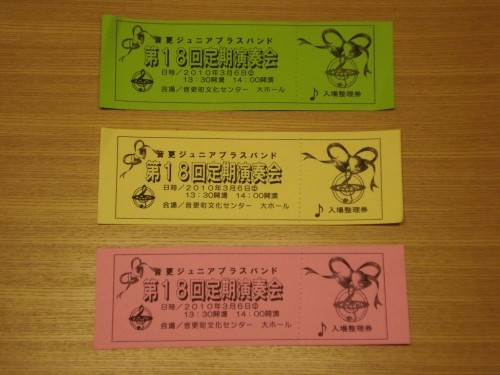 音更ジュニアブラスバンド
第18回定期演奏会
日時／2010年3月6日㊏
13:30開場 14:00開演
会場／音更町文化センター 大ホール
♪入場整理券
音更ジュニアブラスバンド
第18回定期演奏会
日時／2010年3月6日㊏
13:30開場 14:00開演
会場／音更町文化センター 大ホール
♪入場整理券
音更ジュニアブラスバンド
第18回定期演奏会
日時／2010年3月6日㊏
13:30開場 14:00開演
会場／音更町文化センター 大ホール
♪入場整理券